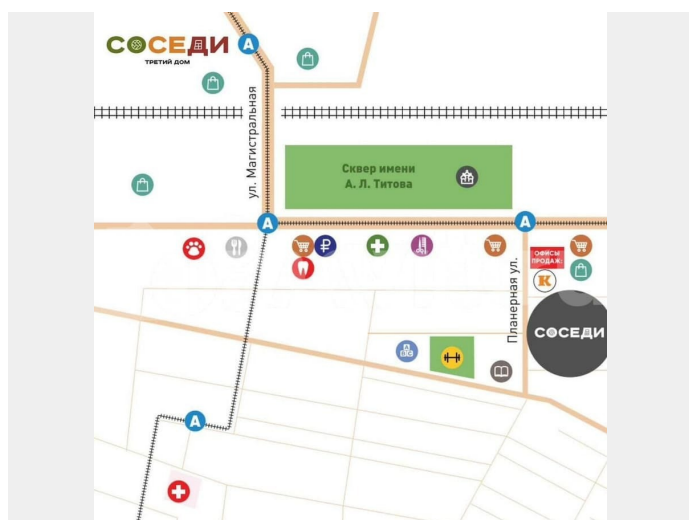 СОСЕДИ
ТРЕТИЙ ДОМ
А
ул. Магистральная
Сквер имени
А. Л. Титова
А
А
₽
ОФИСЫ
ПРОДАЖ
К
Планерная ул.
СОСЕДИ
A
B C
А